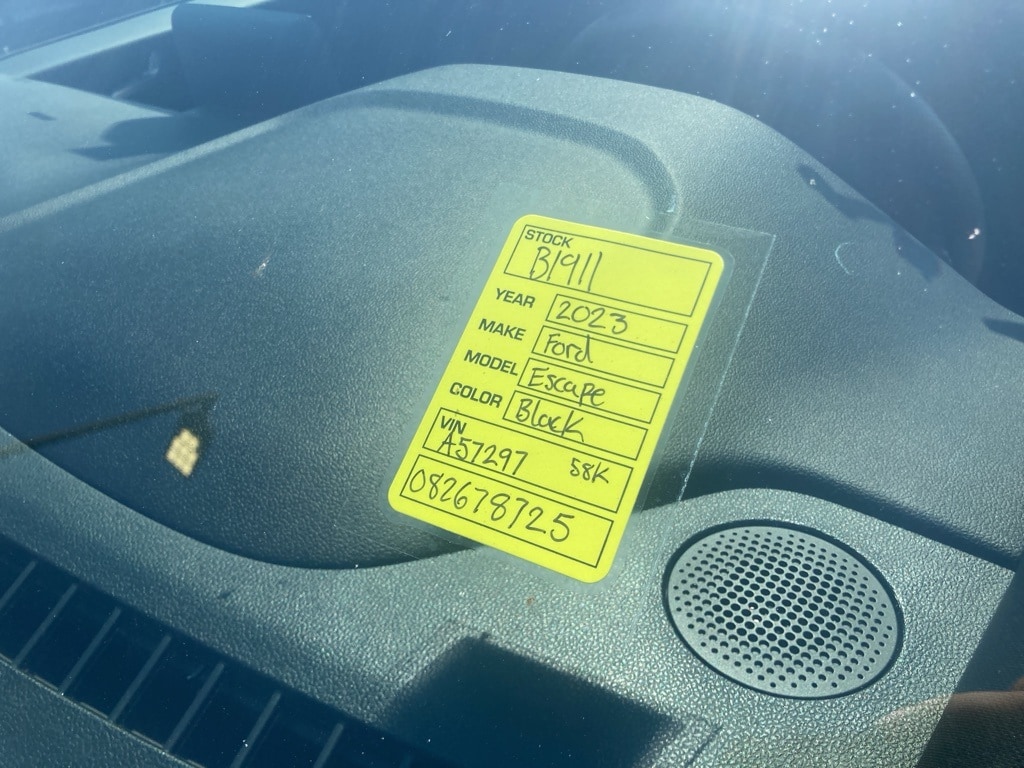 STOCK
B1911
YEAR 2023
MAKE Ford
MODEL Escape
COLOR Black
VIN
A57297 58K
082678725